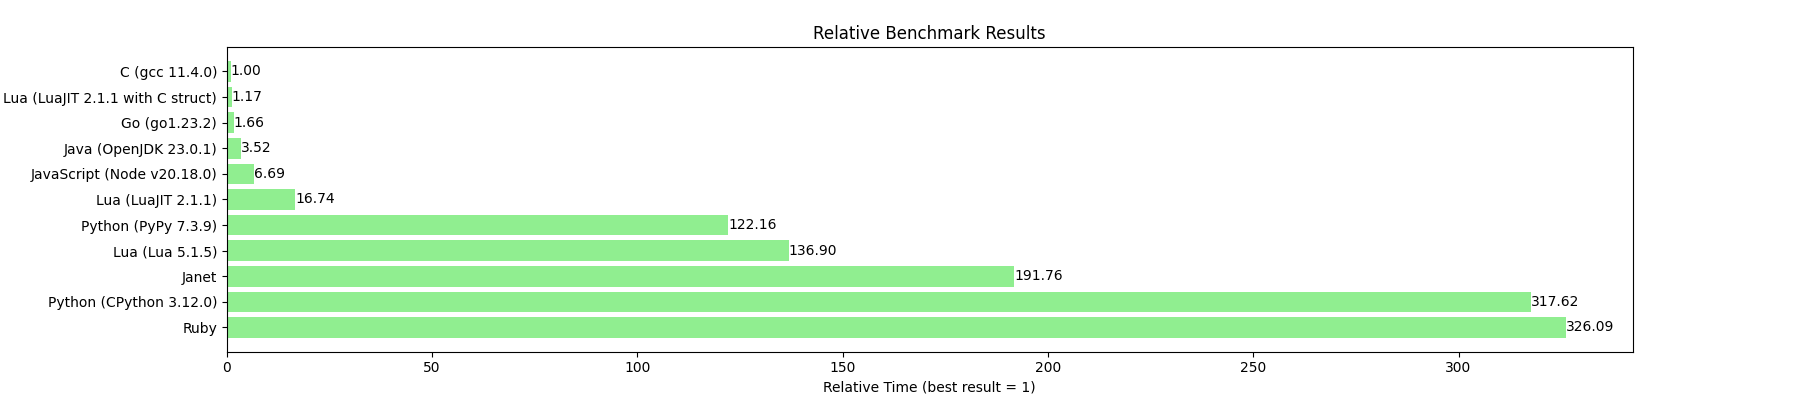 Relative Benchmark Results
C (gcc 11.4.0) 1.00
Lua (LuaJIT 2.1.1 with C struct) 1.17
Go (go1.23.2) 1.66
Java (OpenJDK 23.0.1) 3.52
JavaScript (Node v20.18.0) 6.69
Lua (LuaJIT 2.1.1) 16.74
Python (PyPy 7.3.9) 122.16
Lua (Lua 5.1.5) 136.90
Janet 191.76
Python (CPython 3.12.0) 317.62
Ruby 326.09
0 50 100 150 200 250 300
Relative Time (best result = 1)